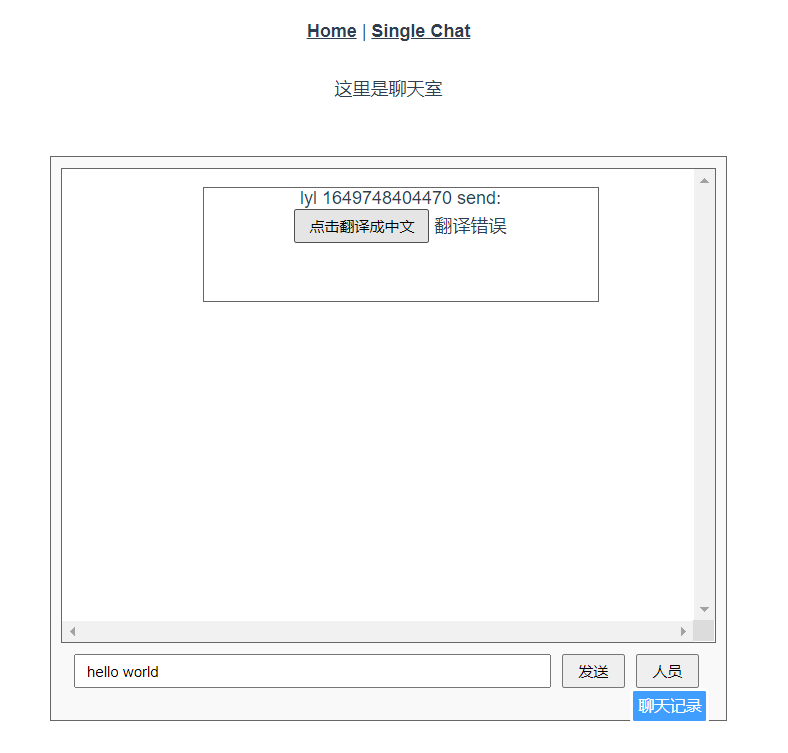 Home | Single Chat
这里是聊天室
lyl 1649748404470 send:
点击翻译成中文 翻译错误
hello world 发送 人员
聊天记录